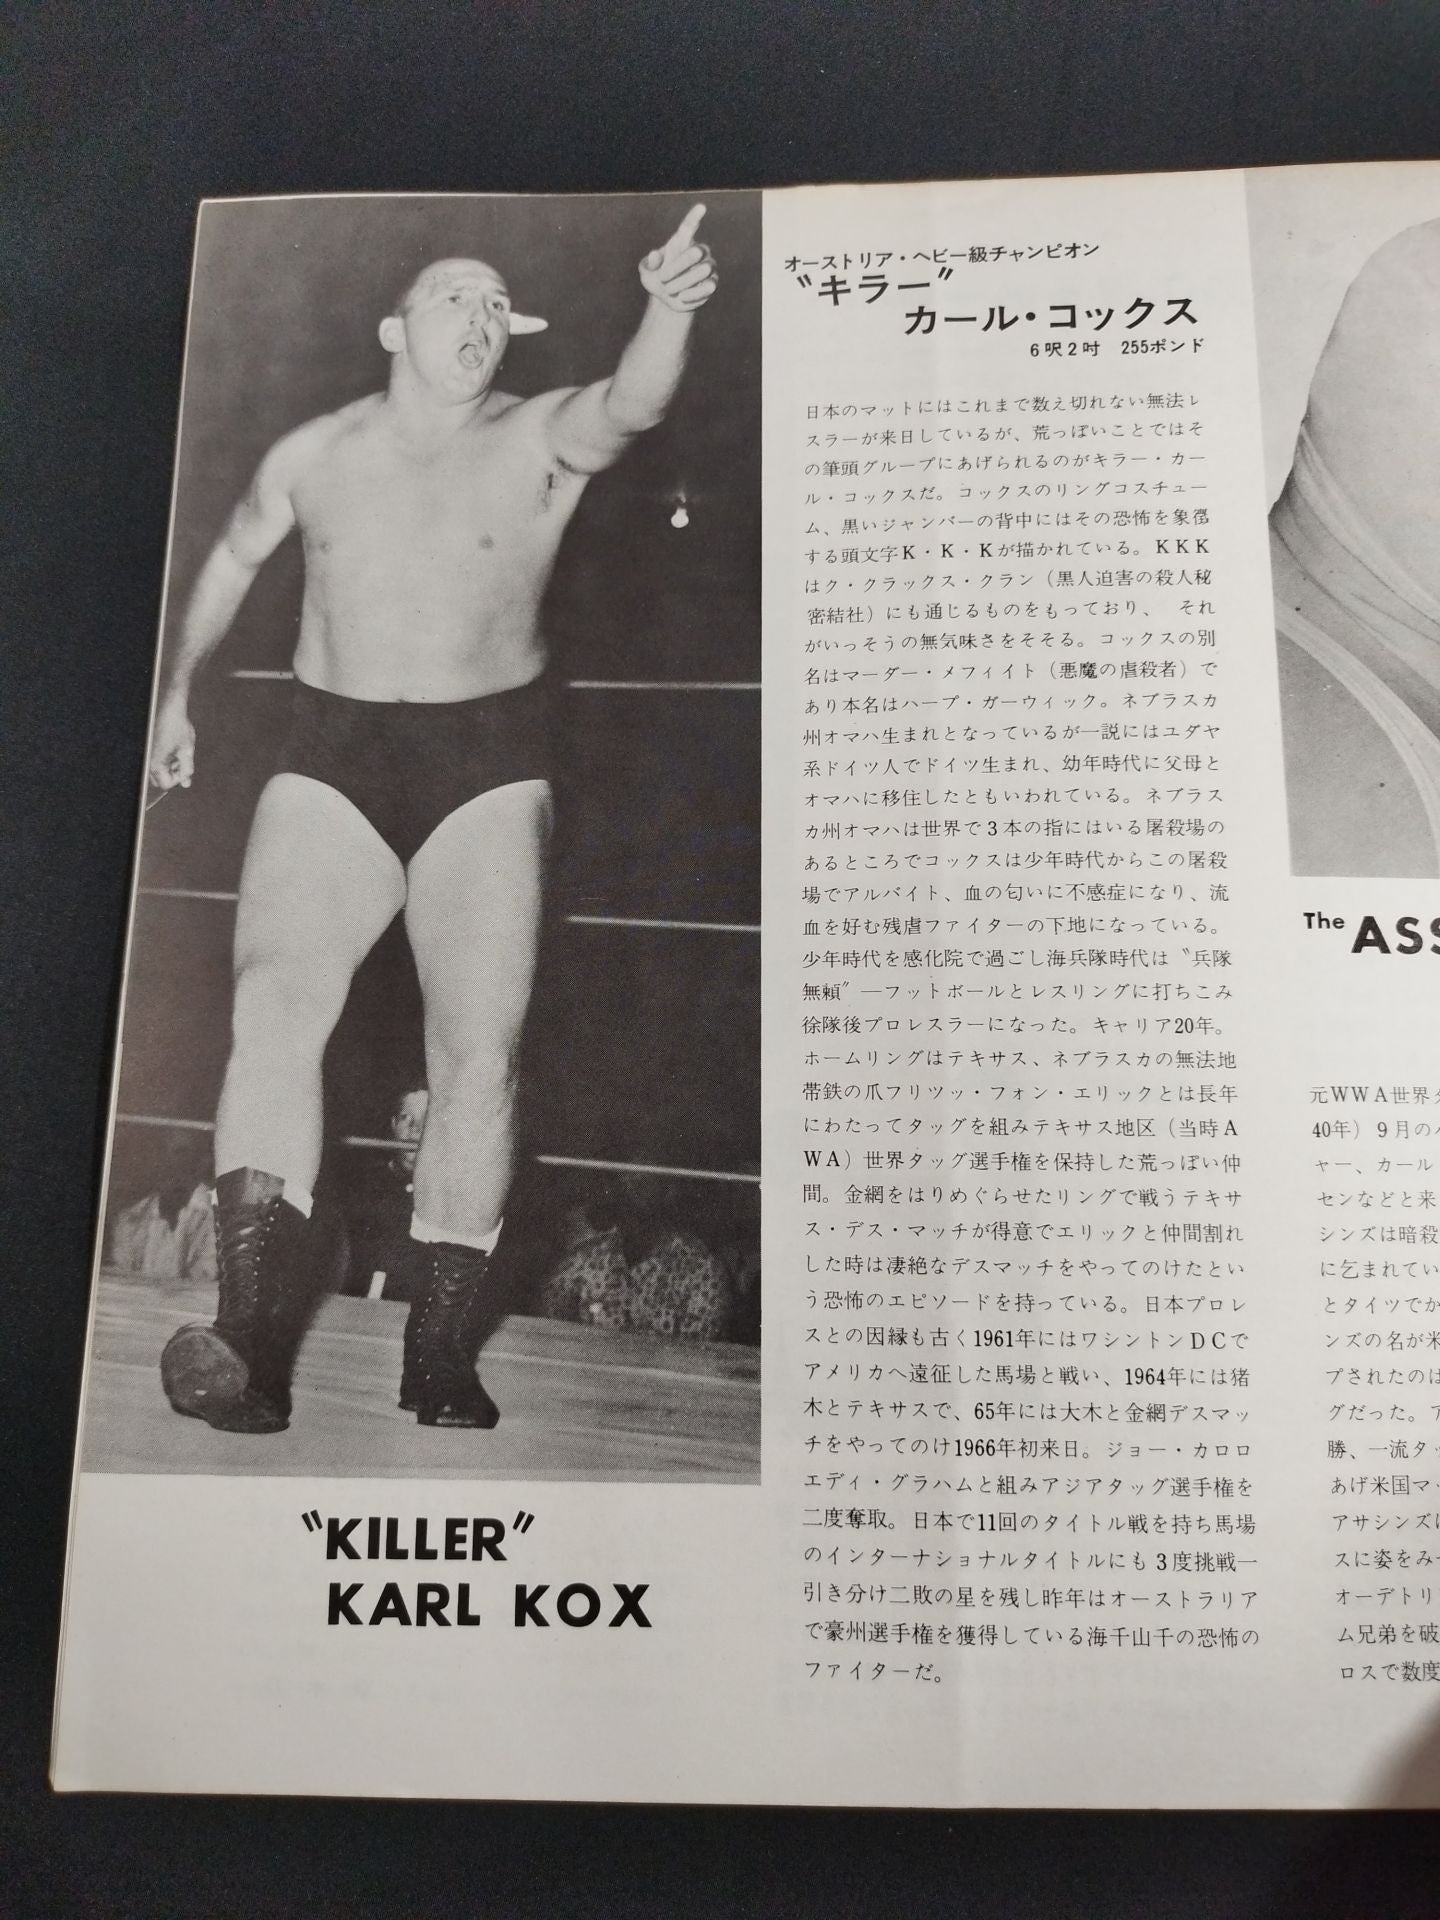 オーストリア・ヘビー級チャンピオン
〝キラー〟
カール・コックス
6呎2吋　255ポンド
日本のマットにはこれまで数え切れない無法レ
スラーが来日しているが、荒っぽいことではそ
の筆頭グループにあげられるのがキラー・カー
ル・コックスだ。コックスのリングコスチュー
ム、黒いジャンバーの背中にはその恐怖を象徴
する頭文字K・K・Kが描かれている。KKK
はク・クラックス・クラン（黒人迫害の殺人秘
密結社）にも通じるものをもっており、　それ
がいっそうの無気味さをそそる。コックスの別
名はマーダー・メフィイト（悪魔の虐殺者）で
あり本名はハーブ・ガーウィック。ネブラスカ
州オマハ生まれとなっているが一説にはユダヤ
系ドイツ人でドイツ生まれ、幼年時代に父母と
オマハに移住したともいわれている。ネブラス
カ州オマハは世界で3本の指にはいる屠殺場の
あるところでコックスは少年時代からこの屠殺
場でアルバイト、血の匂いに不感症になり、流
血を好む残虐ファイターの下地になっている。
少年時代を感化院で過ごし海兵隊時代は〝兵隊
無頼〟—フットボールとレスリングに打ちこみ
徐隊後プロレスラーになった。キャリア20年。
ホームリングはテキサス、ネブラスカの無法地
帯鉄の爪フリッツ・フォン・エリックとは長年
にわたってタッグを組みテキサス地区（当時A
WA）世界タッグ選手権を保持した荒っぽい仲
間。金網をはりめぐらせたリングで戦うテキサ
ス・デス・マッチが得意でエリックと仲間割れ
した時は凄絶なデスマッチをやってのけたとい
う恐怖のエピソードを持っている。日本プロレ
スとの因縁も古く1961年にはワシントンDCで
アメリカへ遠征した馬場と戦い、1964年には猪
木とテキサスで、65年には大木と金網デスマッ
チをやってのけ1966年初来日。ジョー・カロロ
エディ・グラハムと組みアジアタッグ選手権を
二度奪取。日本で11回のタイトル戦を持ち馬場
のインターナショナルタイトルにも3度挑戦一
引き分け二敗の星を残し昨年はオーストラリア
で豪州選手権を獲得している海千山千の恐怖の
ファイターだ。
〝KILLER〟
KARL KOX
The ASS
元WWA世界
40年）9月の
ャー、カール
センなどと来
シンズは暗殺
に乞まれてい
とタイツでか
ンズの名が米
プされたのは
グだった。
勝、一流タッ
あげ米国マッ
アサシンズは
スに姿をみせ
オーデトリ
ム兄弟を破
ロスで数度